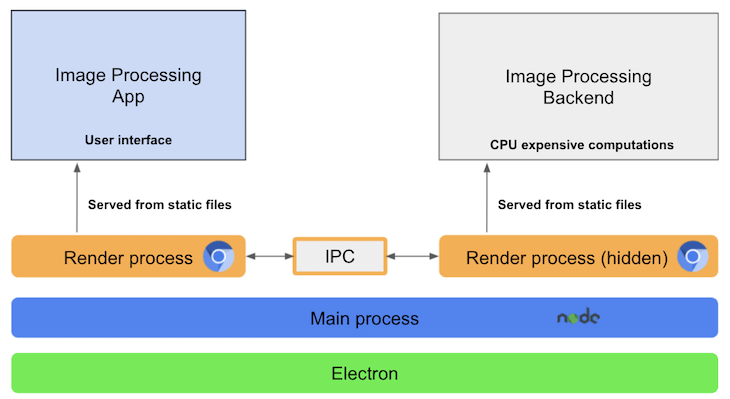 Image Processing
App
User interface
Image Processing
Backend
CPU expensive computations
Served from static files
Served from static files
Render process
IPC
Render process (hidden)
Main process
node
Electron